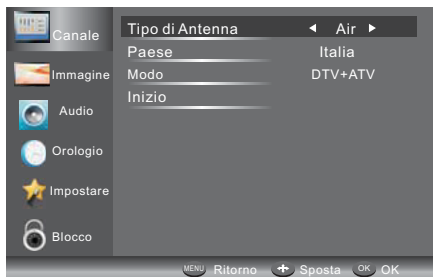 Canale
Immagine
Audio
Orologio
Impostare
Blocco
Tipo di Antenna Air
Paese Italia
Modo DTV+ATV
Inizio
MENU Ritorno Sposta OK OK